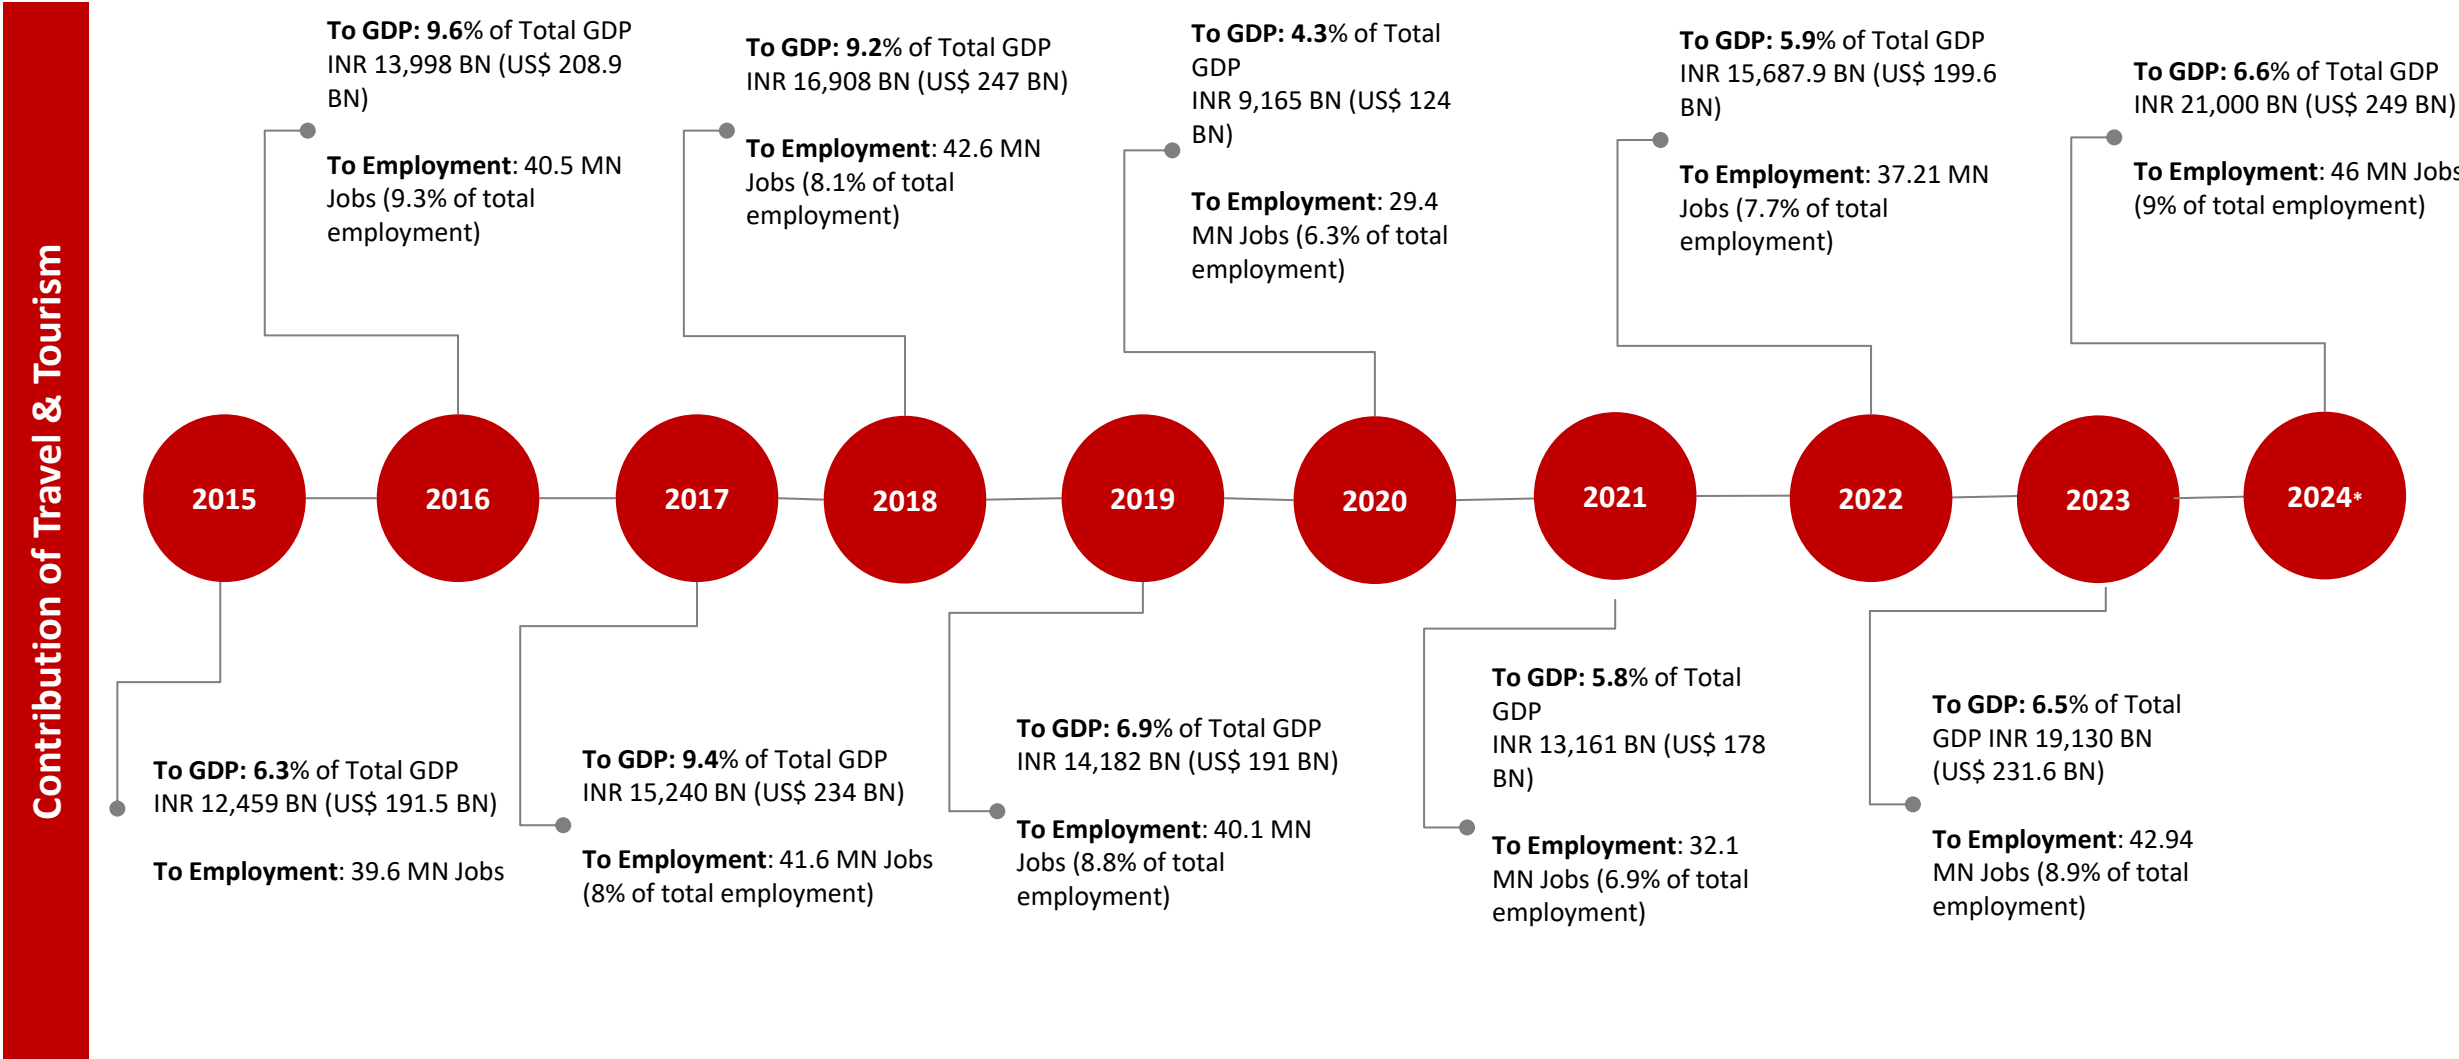 Contribution of Travel & Tourism
To GDP: 9.6% of Total GDP
INR 13,998 BN (US$ 208.9
BN)
To Employment: 40.5 MN
Jobs (9.3% of total
employment)
To GDP: 9.2% of Total GDP
INR 16,908 BN (US$ 247 BN)
To Employment: 42.6 MN
Jobs (8.1% of total
employment)
To GDP: 4.3% of Total
GDP
INR 9,165 BN (US$ 124
BN)
To Employment: 29.4
MN Jobs (6.3% of total
employment)
To GDP: 5.9% of Total GDP
INR 15,687.9 BN (US$ 199.6
BN)
To Employment: 37.21 MN
Jobs (7.7% of total
employment)
To GDP: 6.6% of Total GDP
INR 21,000 BN (US$ 249 BN)
To Employment: 46 MN Jobs
(9% of total employment)
2015
2016
2017
2018
2019
2020
2021
2022
2023
2024*
To GDP: 6.3% of Total GDP
INR 12,459 BN (US$ 191.5 BN)
To Employment: 39.6 MN Jobs
To GDP: 9.4% of Total GDP
INR 15,240 BN (US$ 234 BN)
To Employment: 41.6 MN Jobs
(8% of total employment)
To GDP: 6.9% of Total GDP
INR 14,182 BN (US$ 191 BN)
To Employment: 40.1 MN
Jobs (8.8% of total
employment)
To GDP: 5.8% of Total
GDP
INR 13,161 BN (US$ 178
BN)
To Employment: 32.1
MN Jobs (6.9% of total
employment)
To GDP: 6.5% of Total
GDP INR 19,130 BN
(US$ 231.6 BN)
To Employment: 42.94
MN Jobs (8.9% of total
employment)